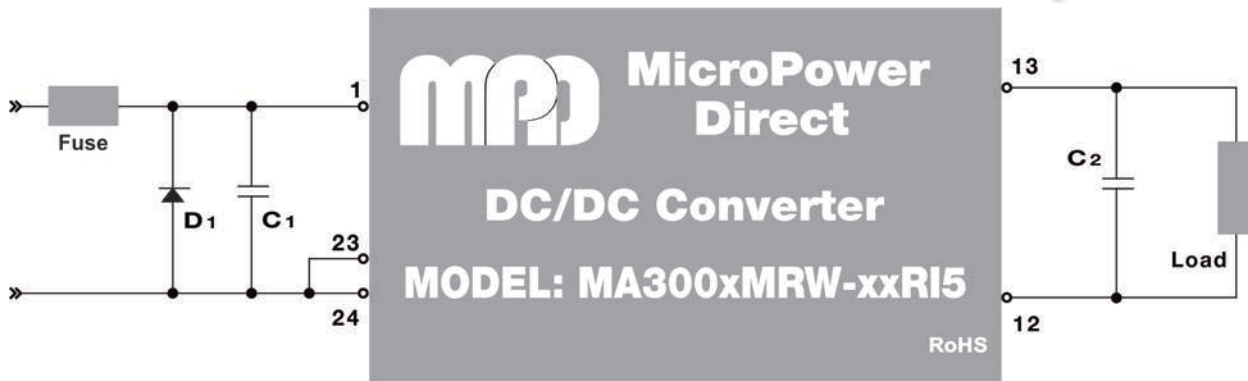 1
13
MPD
MicroPower
Direct
Fuse
C2
D1
C1
DC/DC Converter
23
Load
MODEL: MA300xMRW-xxRI5
24
12
RoHS